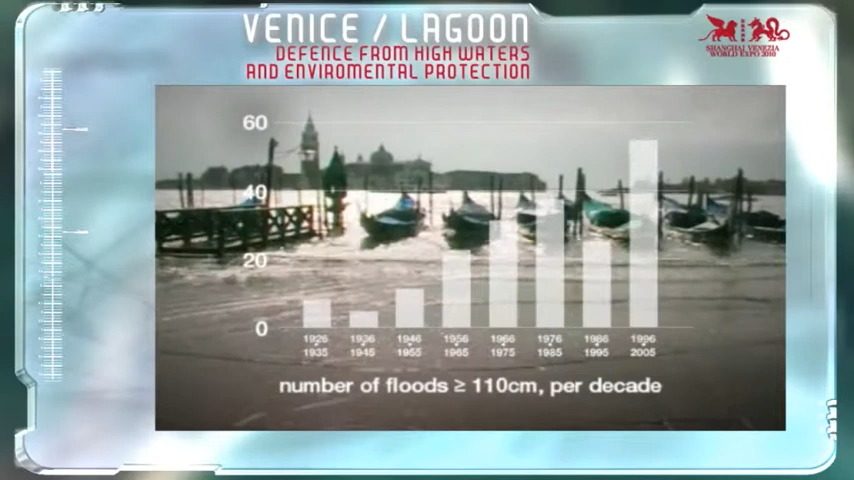 VENICE / LAGOON
DEFENCE FROM HIGH WATERS
AND ENVIROMENTAL PROTECTION
SHANGHAI VENEZIA
WORLD EXPO 2010
60
40
20
0
1926 1936 1946 1956 1966 1976 1986 1996
1935 1945 1955 1965 1975 1985 1995 2005
number of floods ≥ 110cm, per decade